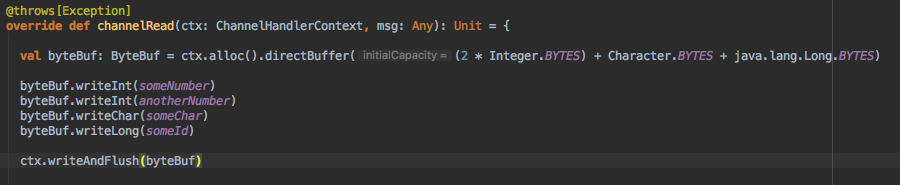 @throws[Exception]
override def channelRead(ctx: ChannelHandlerContext, msg: Any): Unit = {
val byteBuf: ByteBuf = ctx.alloc().directBuffer( initialCapacity = (2 * Integer.BYTES) + Character.BYTES + java.lang.Long.BYTES)
byteBuf.writeInt(someNumber)
byteBuf.writeInt(anotherNumber)
byteBuf.writeChar(someChar)
byteBuf.writeLong(someId)
ctx.writeAndFlush(byteBuf)